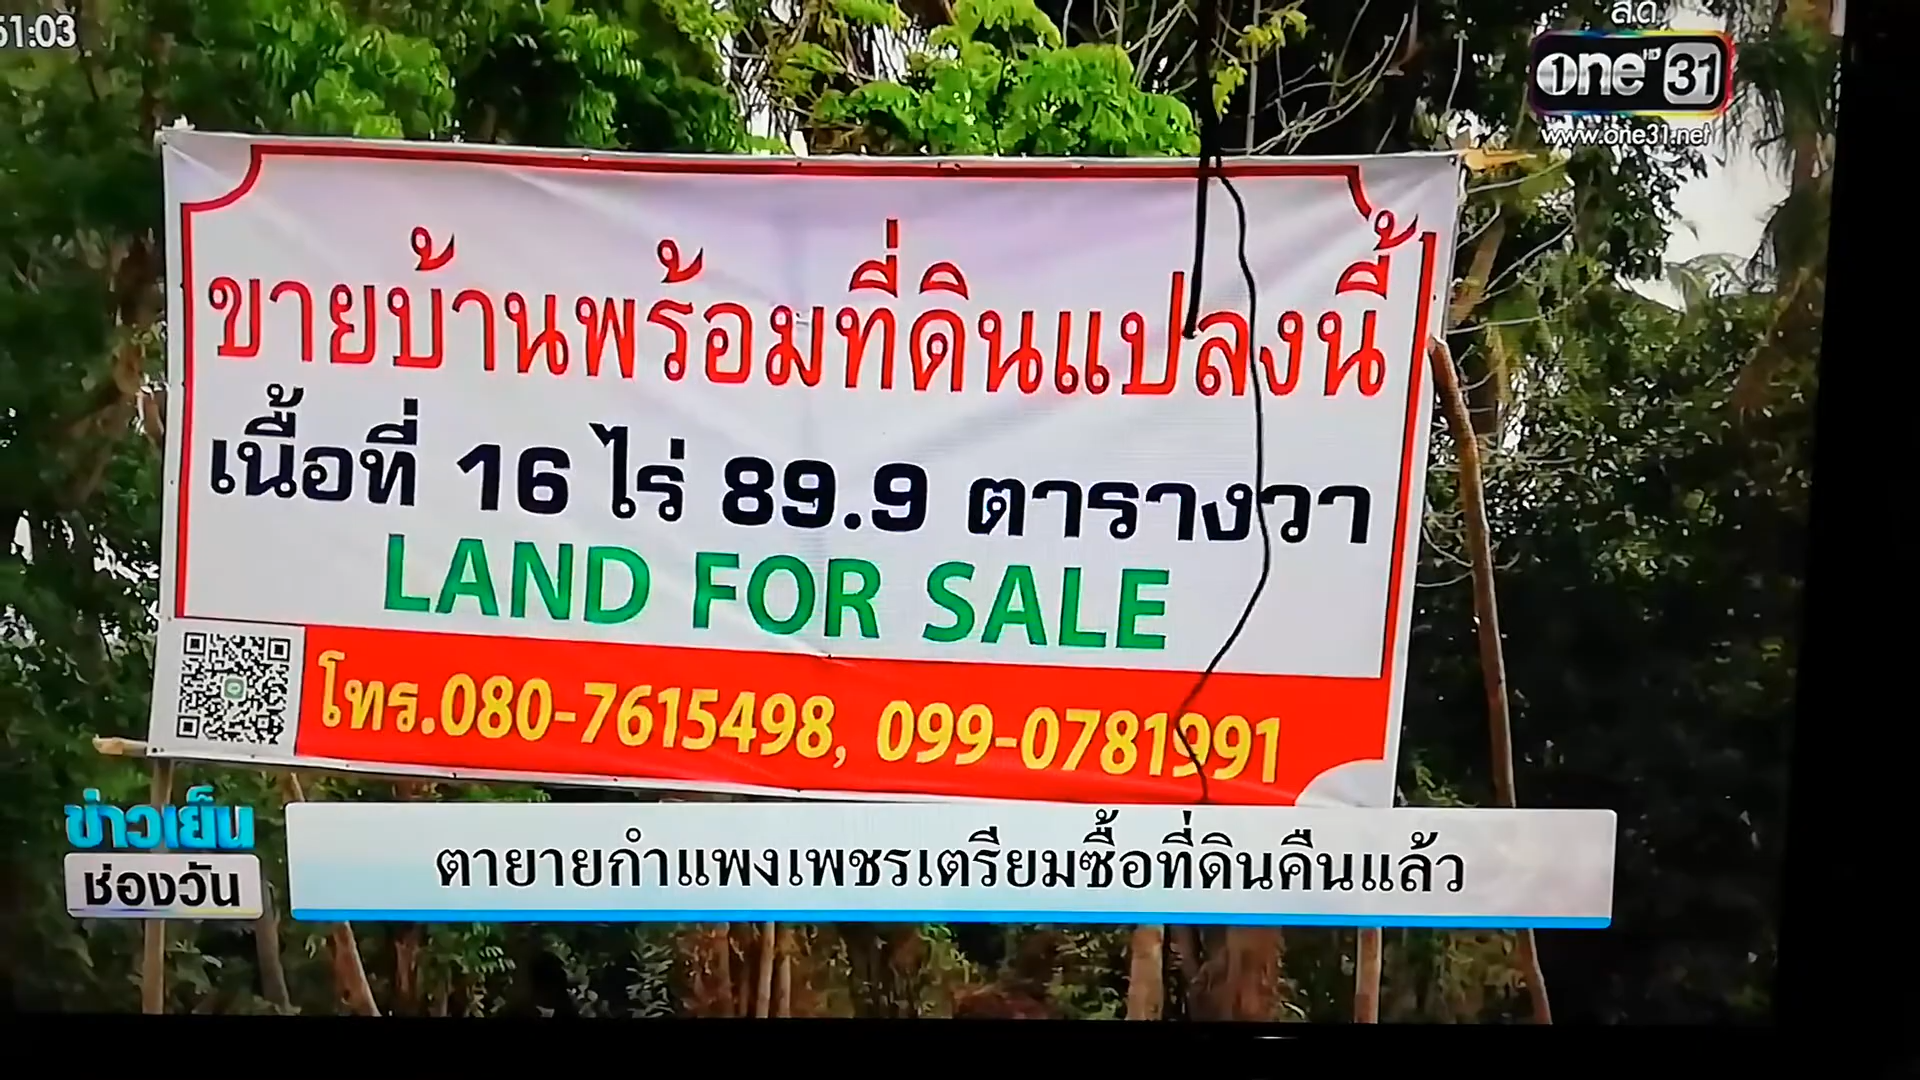 51:03
สด
one HD 31
www.one31.net
ขายบ้านพร้อมที่ดินแปลงนี้
เนื้อที่ 16 ไร่ 89.9 ตารางวา
LAND FOR SALE
โทร.080-7615498, 099-0781991
ข่าวเย็น
ช่องวัน
ตายายกำแพงเพชรเตรียมซื้อที่ดินคืนแล้ว